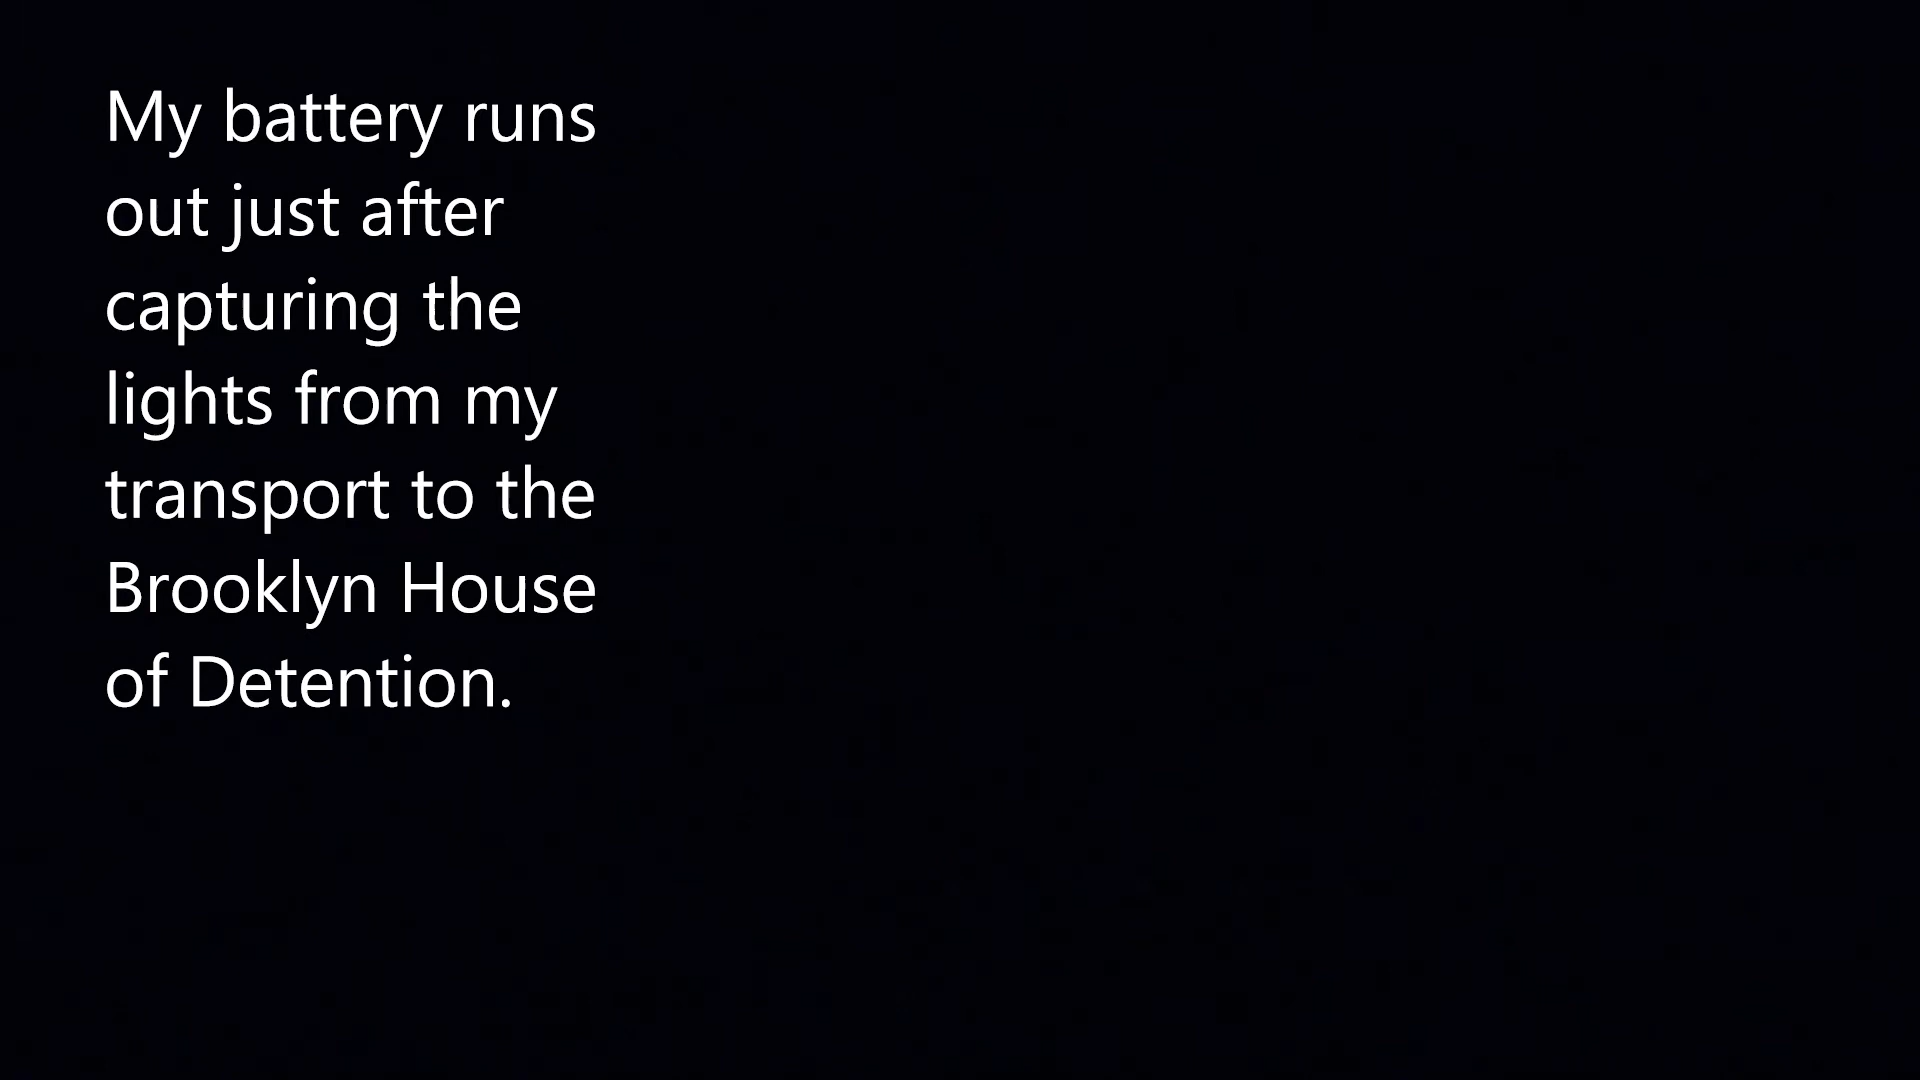 My battery runs
out just after
capturing the
lights from my
transport to the
Brooklyn House
of Detention.